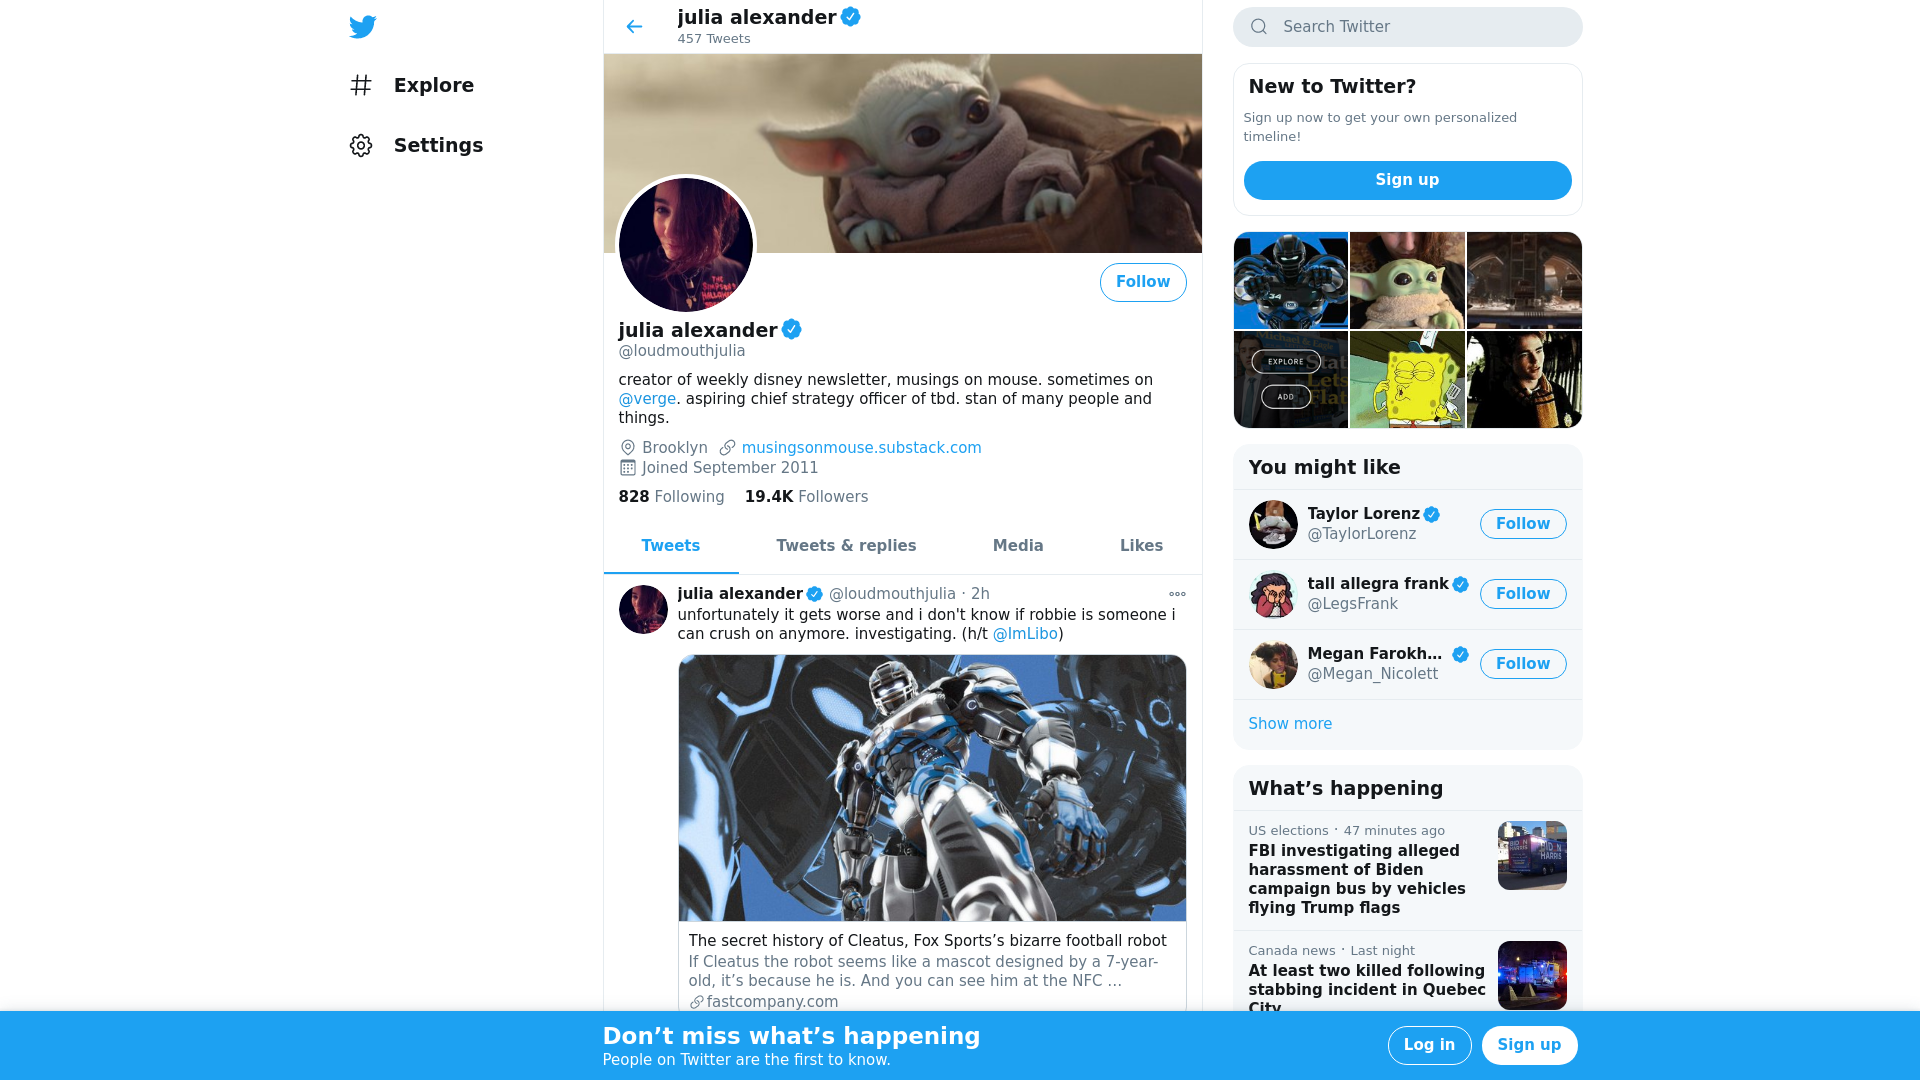 julia alexander
457 Tweets
Explore
Settings
THE
SIMPSONS
HALLOWEEN
Follow
julia alexander
@loudmouthjulia
creator of weekly disney newsletter, musings on mouse. sometimes on
@verge. aspiring chief strategy officer of tbd. stan of many people and
things.
Brooklyn musingsonmouse.substack.com
Joined September 2011
828 Following 19.4K Followers
Tweets Tweets & replies Media Likes
julia alexander @loudmouthjulia · 2h
unfortunately it gets worse and i don't know if robbie is someone i
can crush on anymore. investigating. (h/t @ImLibo)
The secret history of Cleatus, Fox Sports’s bizarre football robot
If Cleatus the robot seems like a mascot designed by a 7-year-
old, it’s because he is. And you can see him at the NFC …
fastcompany.com
Search Twitter
New to Twitter?
Sign up now to get your own personalized
timeline!
Sign up
34
FOX
EXPLORE
ADD
You might like
Taylor Lorenz
@TaylorLorenz
Follow
tall allegra frank
@LegsFrank
Follow
Megan Farokh…
@Megan_Nicolett
Follow
Show more
What’s happening
US elections · 47 minutes ago
FBI investigating alleged
harassment of Biden
campaign bus by vehicles
flying Trump flags
Canada news · Last night
At least two killed following
stabbing incident in Quebec
City
Don’t miss what’s happening
People on Twitter are the first to know.
Log in
Sign up